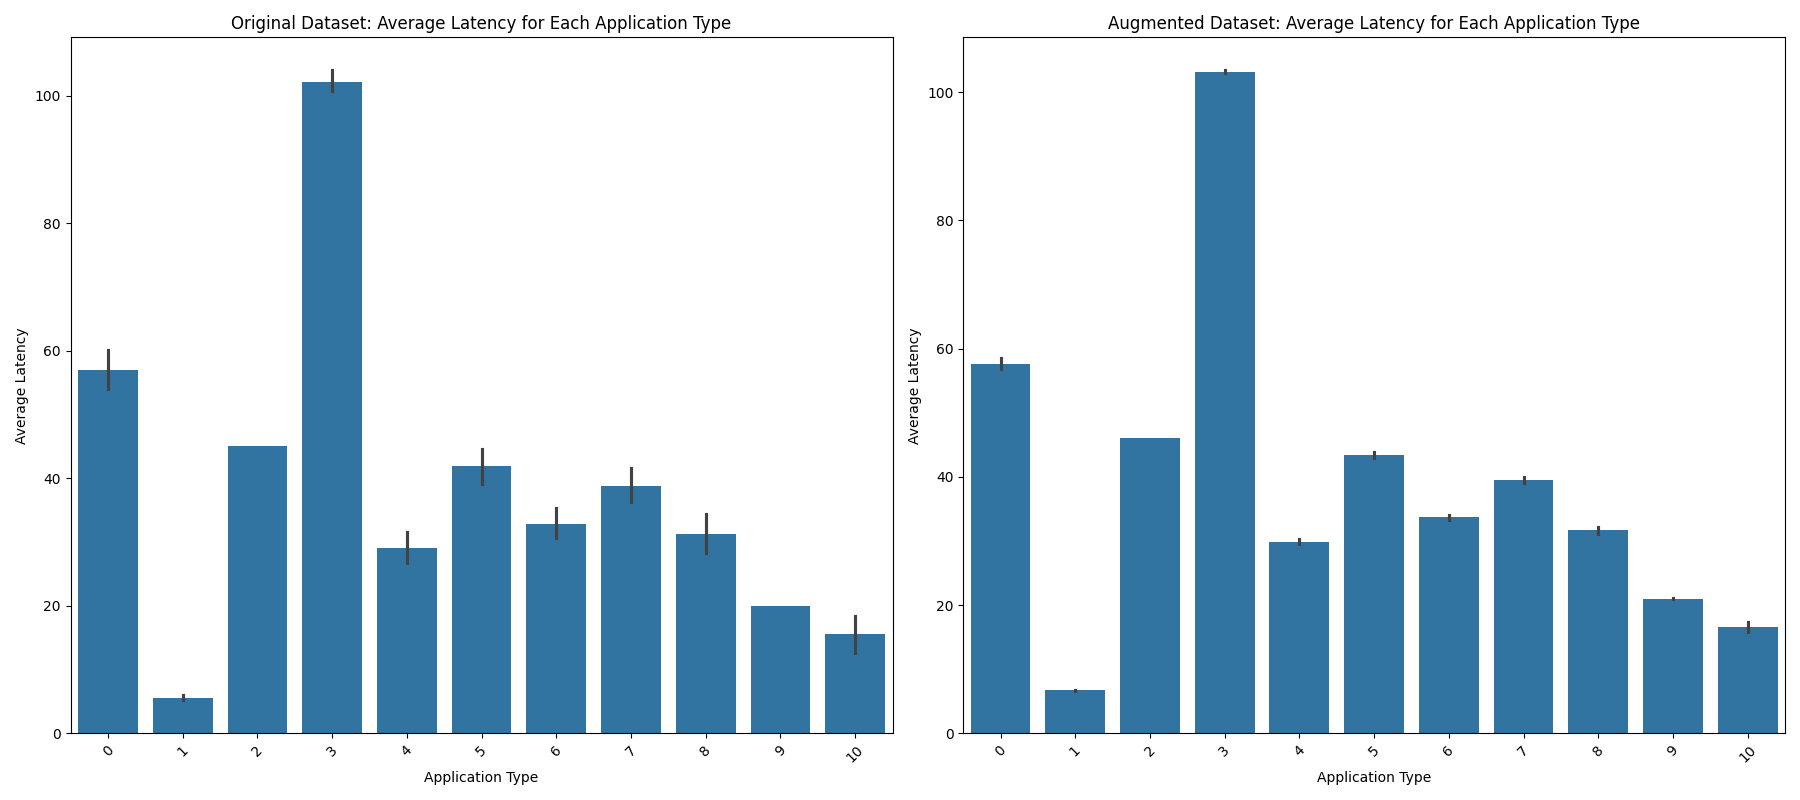 Original Dataset: Average Latency for Each Application Type
100
80
60
40
20
0
Average Latency
0 1 2 3 4 5 6 7 8 9 10
Application Type
Augmented Dataset: Average Latency for Each Application Type
100
80
60
40
20
0
Average Latency
0 1 2 3 4 5 6 7 8 9 10
Application Type